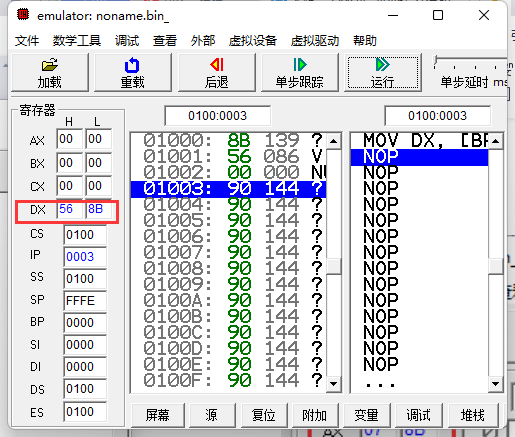 emulator: noname.bin_
文件 数学工具 调试 查看 外部 虚拟设备 虚拟驱动 帮助
加载 重载 后退 单步跟踪 运行 单步延时 ms
寄存器
H L
AX 00 00
BX 00 00
CX 00 00
DX 56 8B
CS 0100
IP 0003
SS 0100
SP FFFE
BP 0000
SI 0000
DI 0000
DS 0100
ES 0100
0100:0003
01000: 8B 139 ?
01001: 56 086 V
01002: 00 000 NU
01003: 90 144 ?
01004: 90 144 ?
01005: 90 144 ?
01006: 90 144 ?
01007: 90 144 ?
01008: 90 144 ?
01009: 90 144 ?
0100A: 90 144 ?
0100B: 90 144 ?
0100C: 90 144 ?
0100D: 90 144 ?
0100E: 90 144 ?
0100F: 90 144 ?
0100:0003
MOV DX, [BP
NOP
NOP
NOP
NOP
NOP
NOP
NOP
NOP
NOP
NOP
NOP
NOP
NOP
...
屏幕 源 复位 附加 变量 调试 堆栈
AX 07 8B